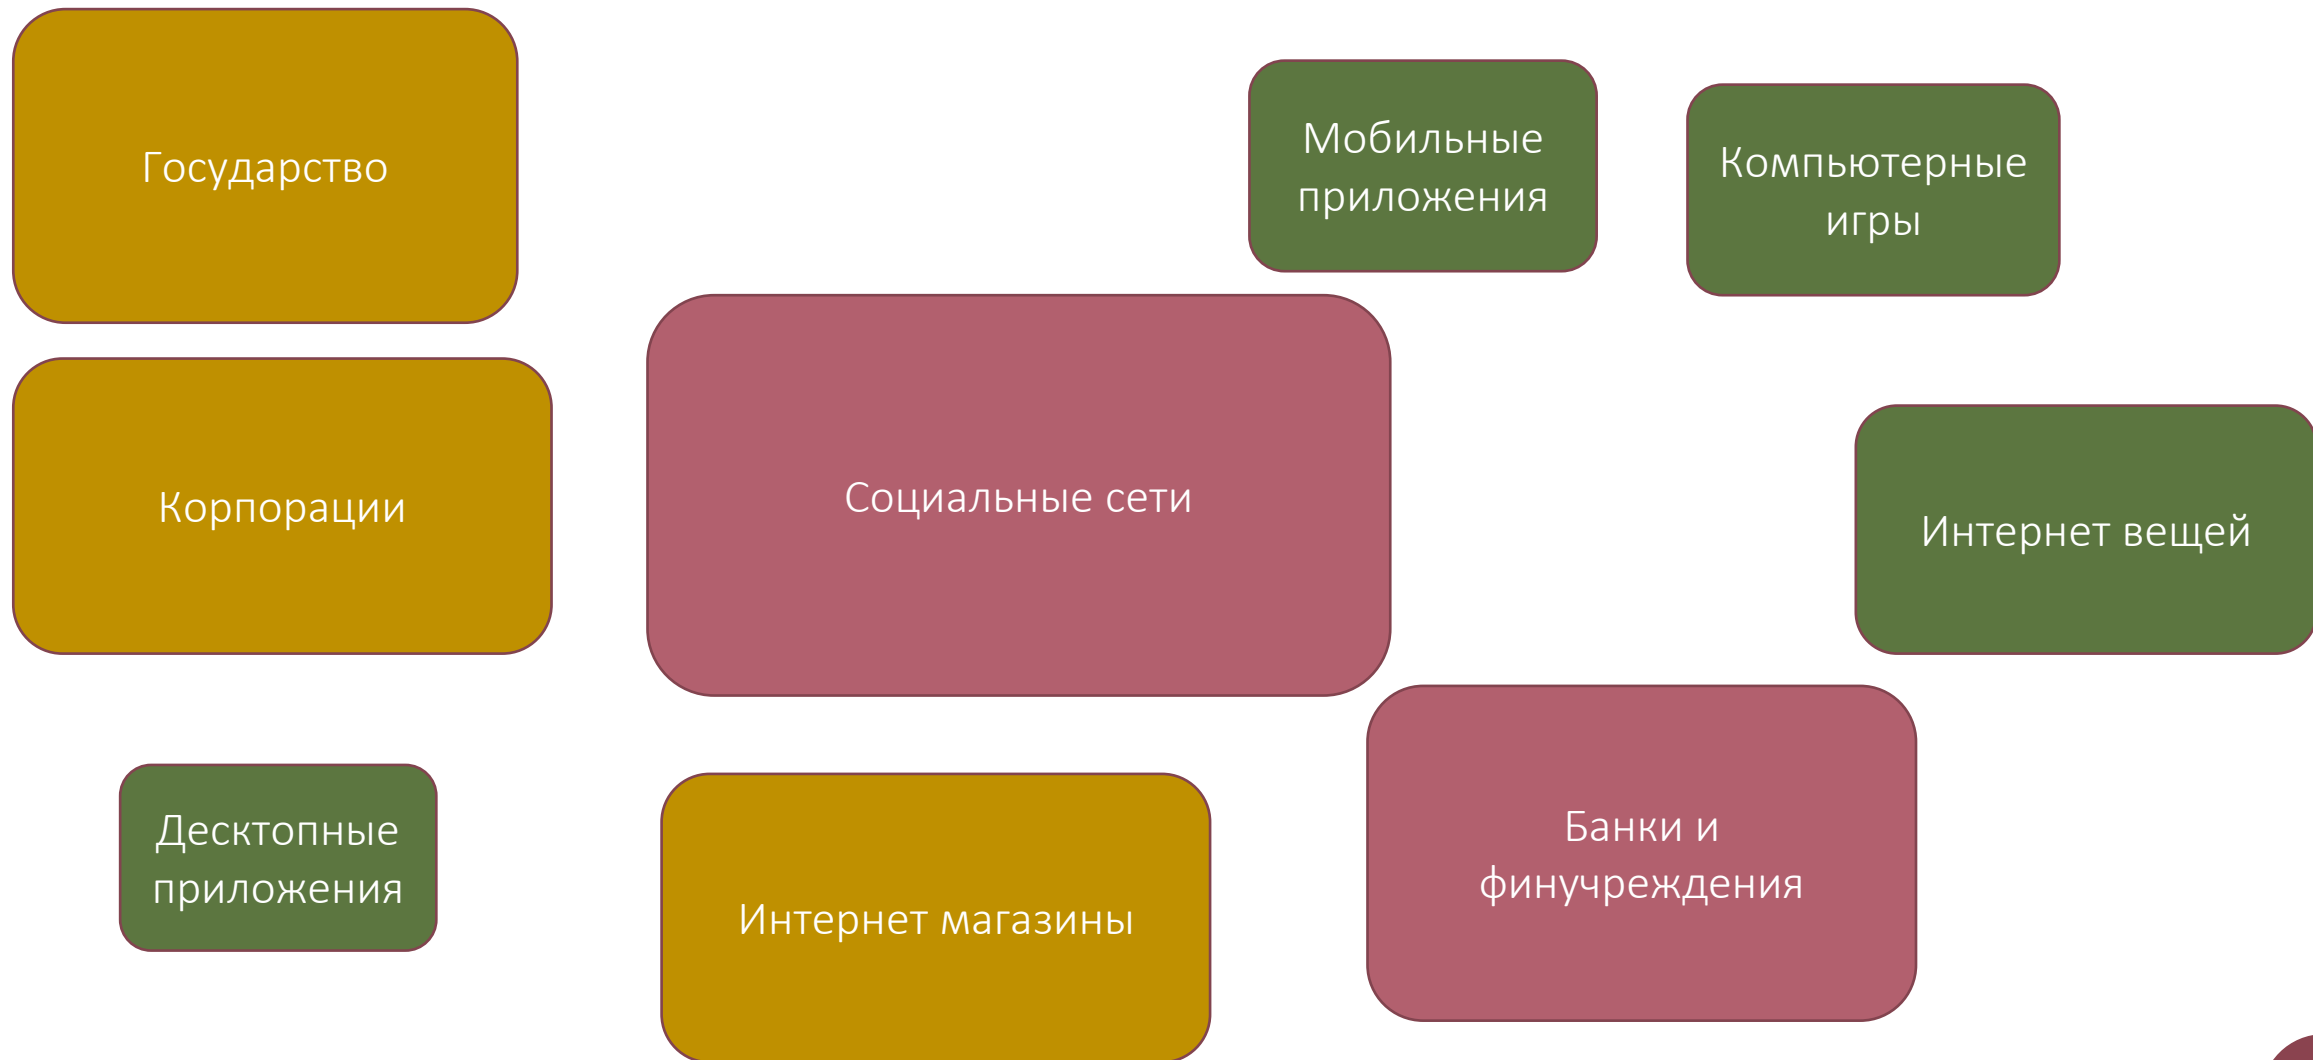 Государство
Мобильные
приложения
Компьютерные
игры
Корпорации
Социальные сети
Интернет вещей
Десктопные
приложения
Интернет магазины
Банки и
финучреждения